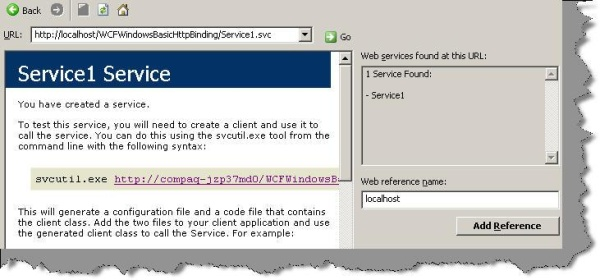 Back
URL: http://localhost/WCFWindowsBasicHttpBinding/Service1.svc Go
Service1 Service
You have created a service.
To test this service, you will need to create a client and use it to
call the service. You can do this using the svcutil.exe tool from the
command line with the following syntax:
svcutil.exe http://compaq-jzp37md0/WCFWindowsB
This will generate a configuration file and a code file that contains
the client class. Add the two files to your client application and use
the generated client class to call the Service. For example:
Web services found at this URL:
1 Service Found:
- Service1
Web reference name:
localhost
Add Reference